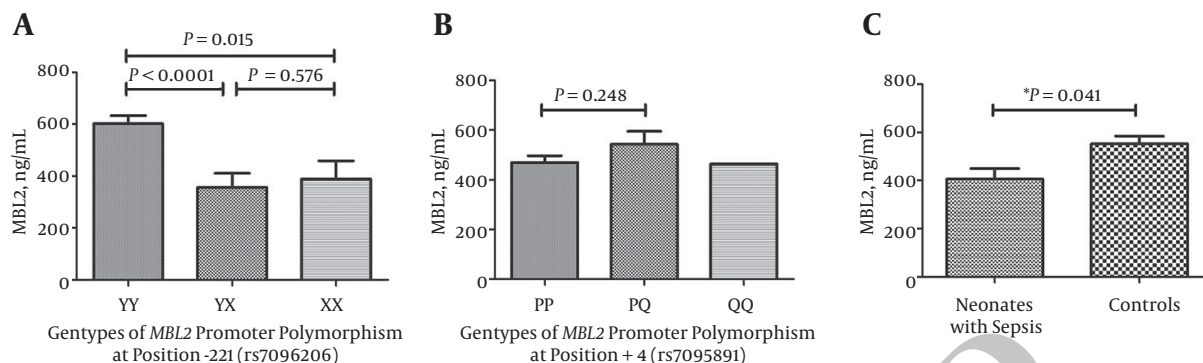 A
P = 0.015
P < 0.0001
P = 0.576
MBL2, ng/mL
800
600
400
200
0
YY
YX
XX
Gentypes of MBL2 Promoter Polymorphism
at Position -221 (rs7096206)
B
P = 0.248
MBL2, ng/mL
800
600
400
200
0
PP
PQ
QQ
Gentypes of MBL2 Promoter Polymorphism
at Position + 4 (rs7095891)
C
*P = 0.041
MBL2, ng/mL
800
600
400
200
0
Neonates
with Sepsis
Controls